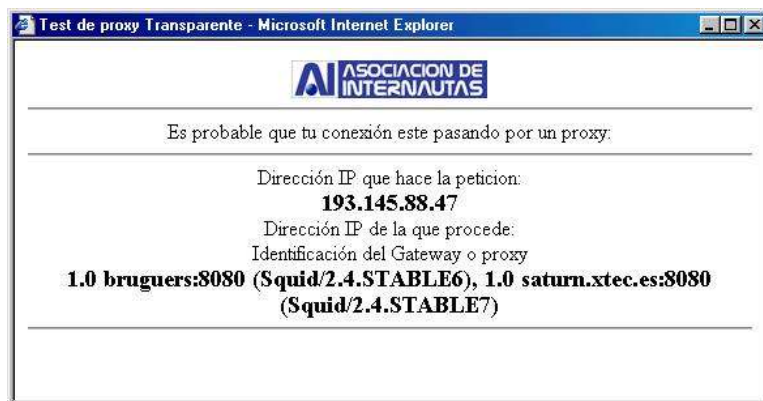 Test de proxy Transparente - Microsoft Internet Explorer
AI ASOCIACION DE
INTERNAUTAS
Es probable que tu conexión este pasando por un proxy:
Dirección IP que hace la peticion:
193.145.88.47
Dirección IP de la que procede:
Identificación del Gateway o proxy
1.0 bruguers:8080 (Squid/2.4.STABLE6), 1.0 saturn.xtec.es:8080
(Squid/2.4.STABLE7)